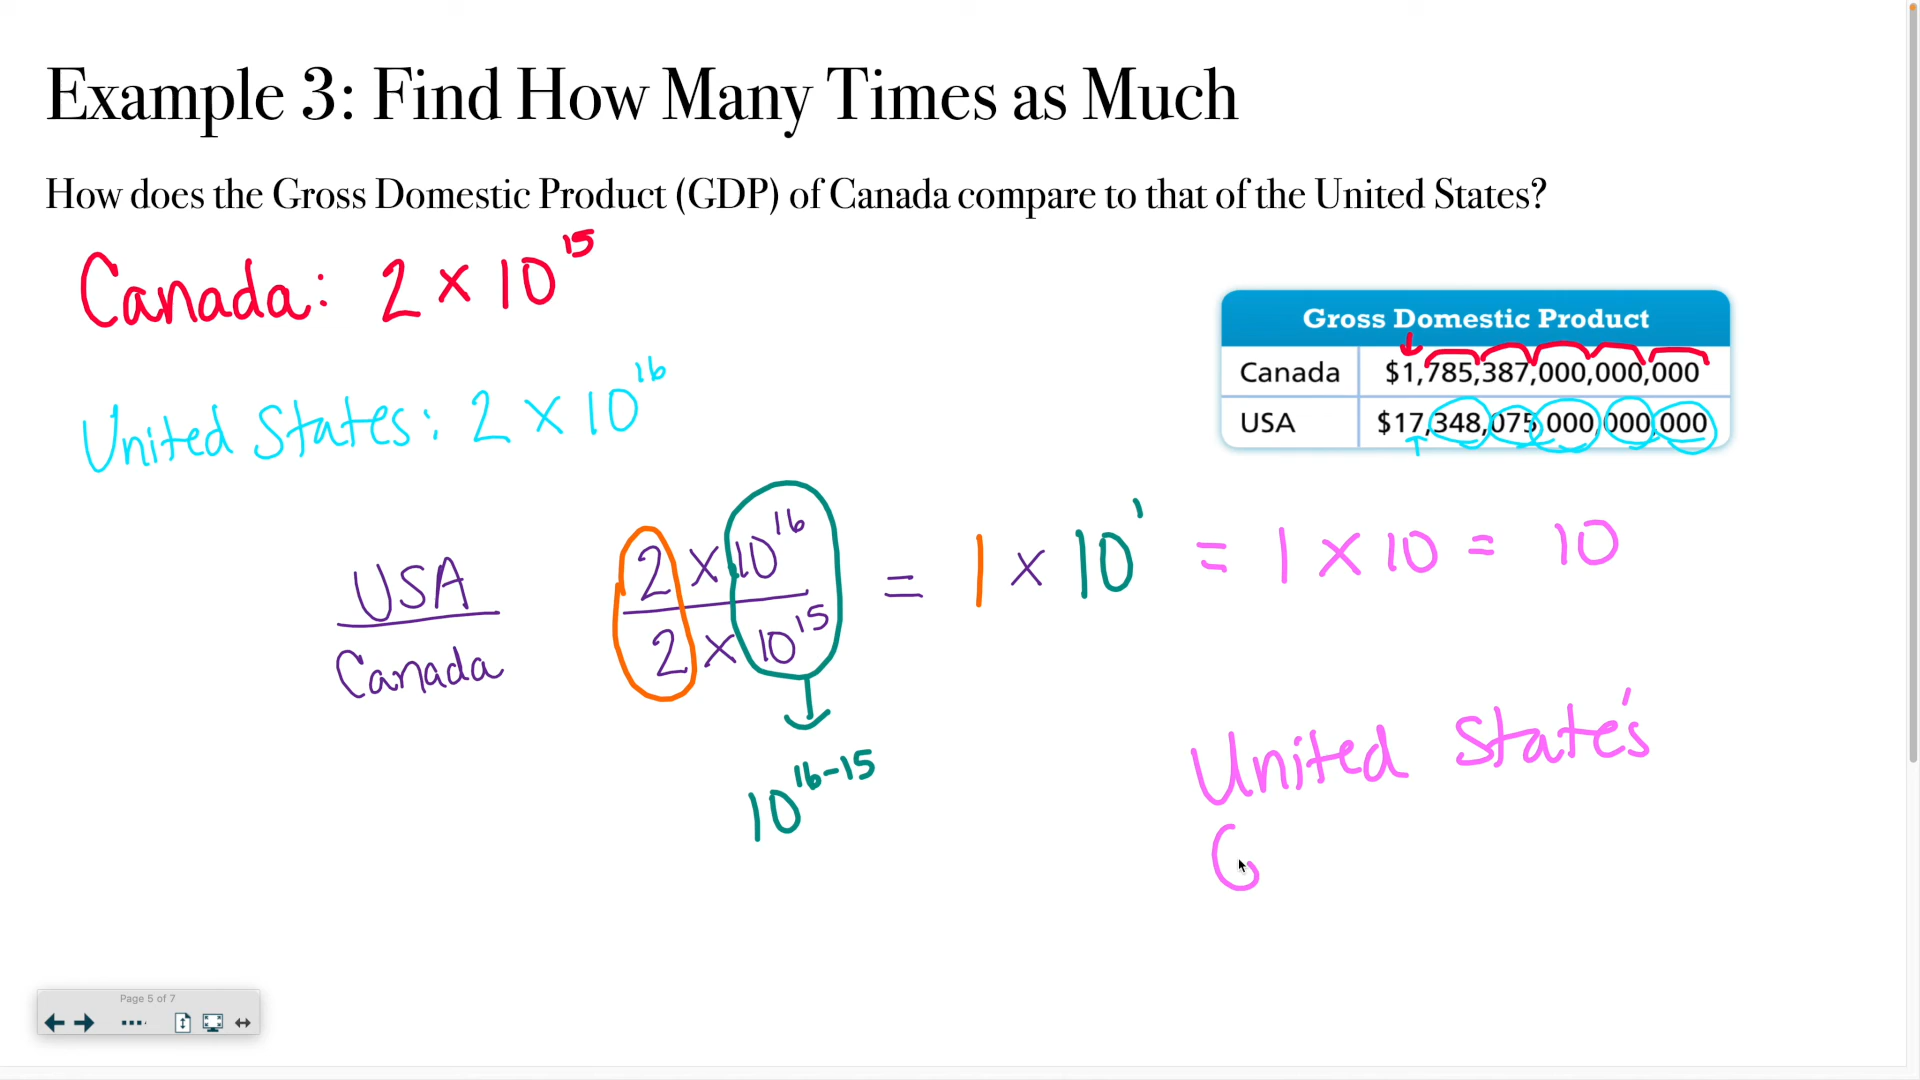 Example 3: Find How Many Times as Much
How does the Gross Domestic Product (GDP) of Canada compare to that of the United States?
Canada: 2 × 10^15
United States: 2 × 10^16
Gross Domestic Product
Canada $1,785,387,000,000,000
USA $17,348,075,000,000,000
USA / Canada
2 × 10^16 / 2 × 10^15 = 1 × 10^1 = 1 × 10 = 10
10^16-15
United State's
G
Page 5 of 7